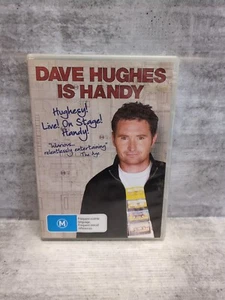 DAVE HUGHES
IS HANDY
Hughesy!
Live! On Stage!
Handy!
"Hilarious...
relentlessly entertaining"
The Age
M